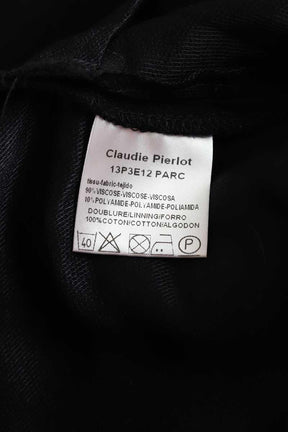 Claudie Pierlot
13P3E12 PARC
tissu-fabric-tejido
90% VISCOSE-VISCOSE-VISCOSA
10% POLYAMIDE-POLYAMIDE-POLIAMIDA
DOUBLURE/LINNING/FORRO
100%COTON/COTTON/ALGODON
40 P